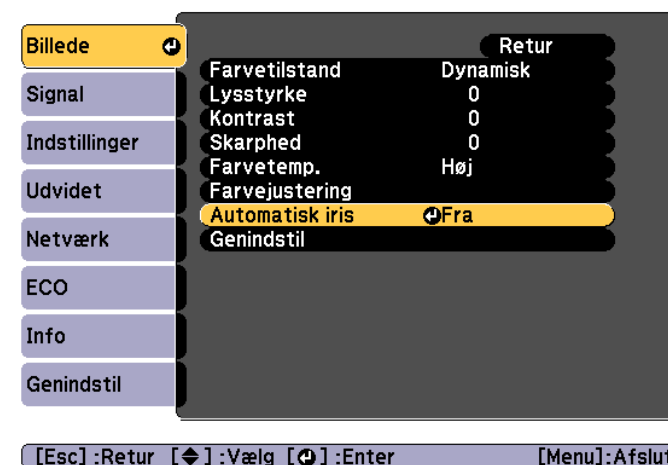 Billede
Signal
Indstillinger
Udvidet
Netværk
ECO
Info
Genindstil
Retur
Farvetilstand Dynamisk
Lysstyrke 0
Kontrast 0
Skarphed 0
Farvetemp. Høj
Farvejustering
Automatisk iris Fra
Genindstil
[Esc] :Retur [◆] :Vælg [↵] :Enter [Menu]:Afslut